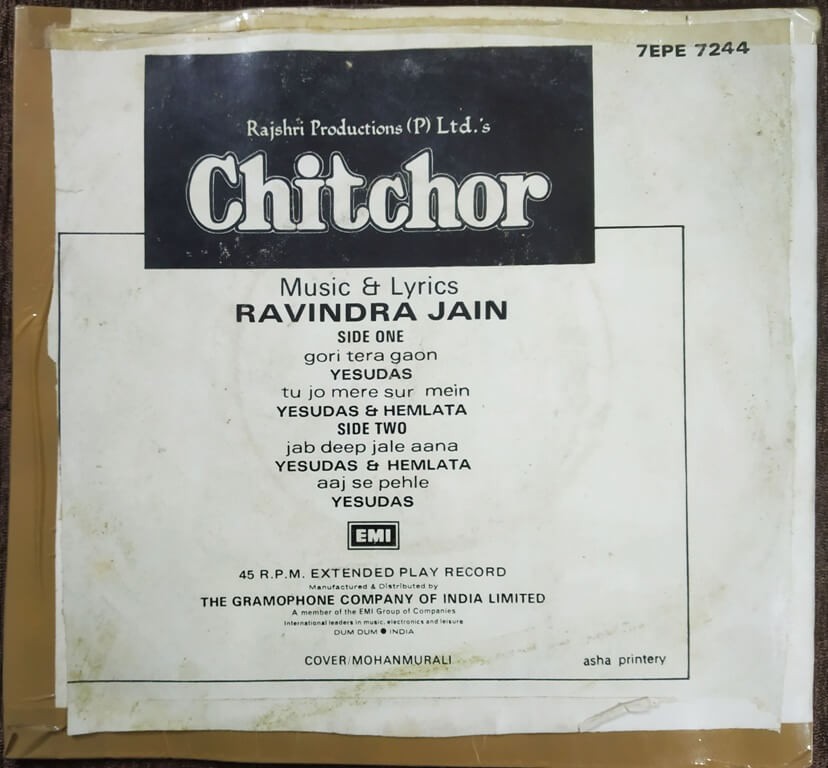 7EPE 7244
Rajshri Productions (P) Ltd.'s
Chitchor
Music & Lyrics
RAVINDRA JAIN
SIDE ONE
gori tera gaon
YESUDAS
tu jo mere sur mein
YESUDAS & HEMLATA
SIDE TWO
jab deep jale aana
YESUDAS & HEMLATA
aaj se pehle
YESUDAS
EMI
45 R.P.M. EXTENDED PLAY RECORD
Manufactured & Distributed by
THE GRAMOPHONE COMPANY OF INDIA LIMITED
A member of the EMI Group of Companies
International leaders in music, electronics and leisure
DUM DUM ● INDIA
COVER/MOHANMURALI
asha printery